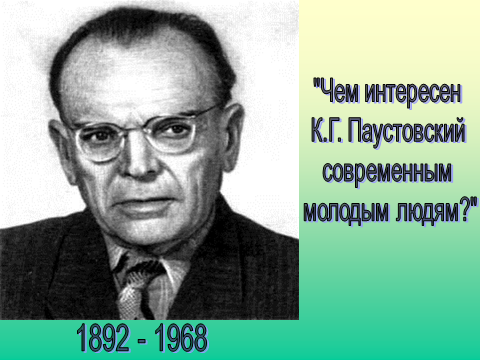 "Чем интересен
К.Г. Паустовский
современным
молодым людям?"
1892 - 1968